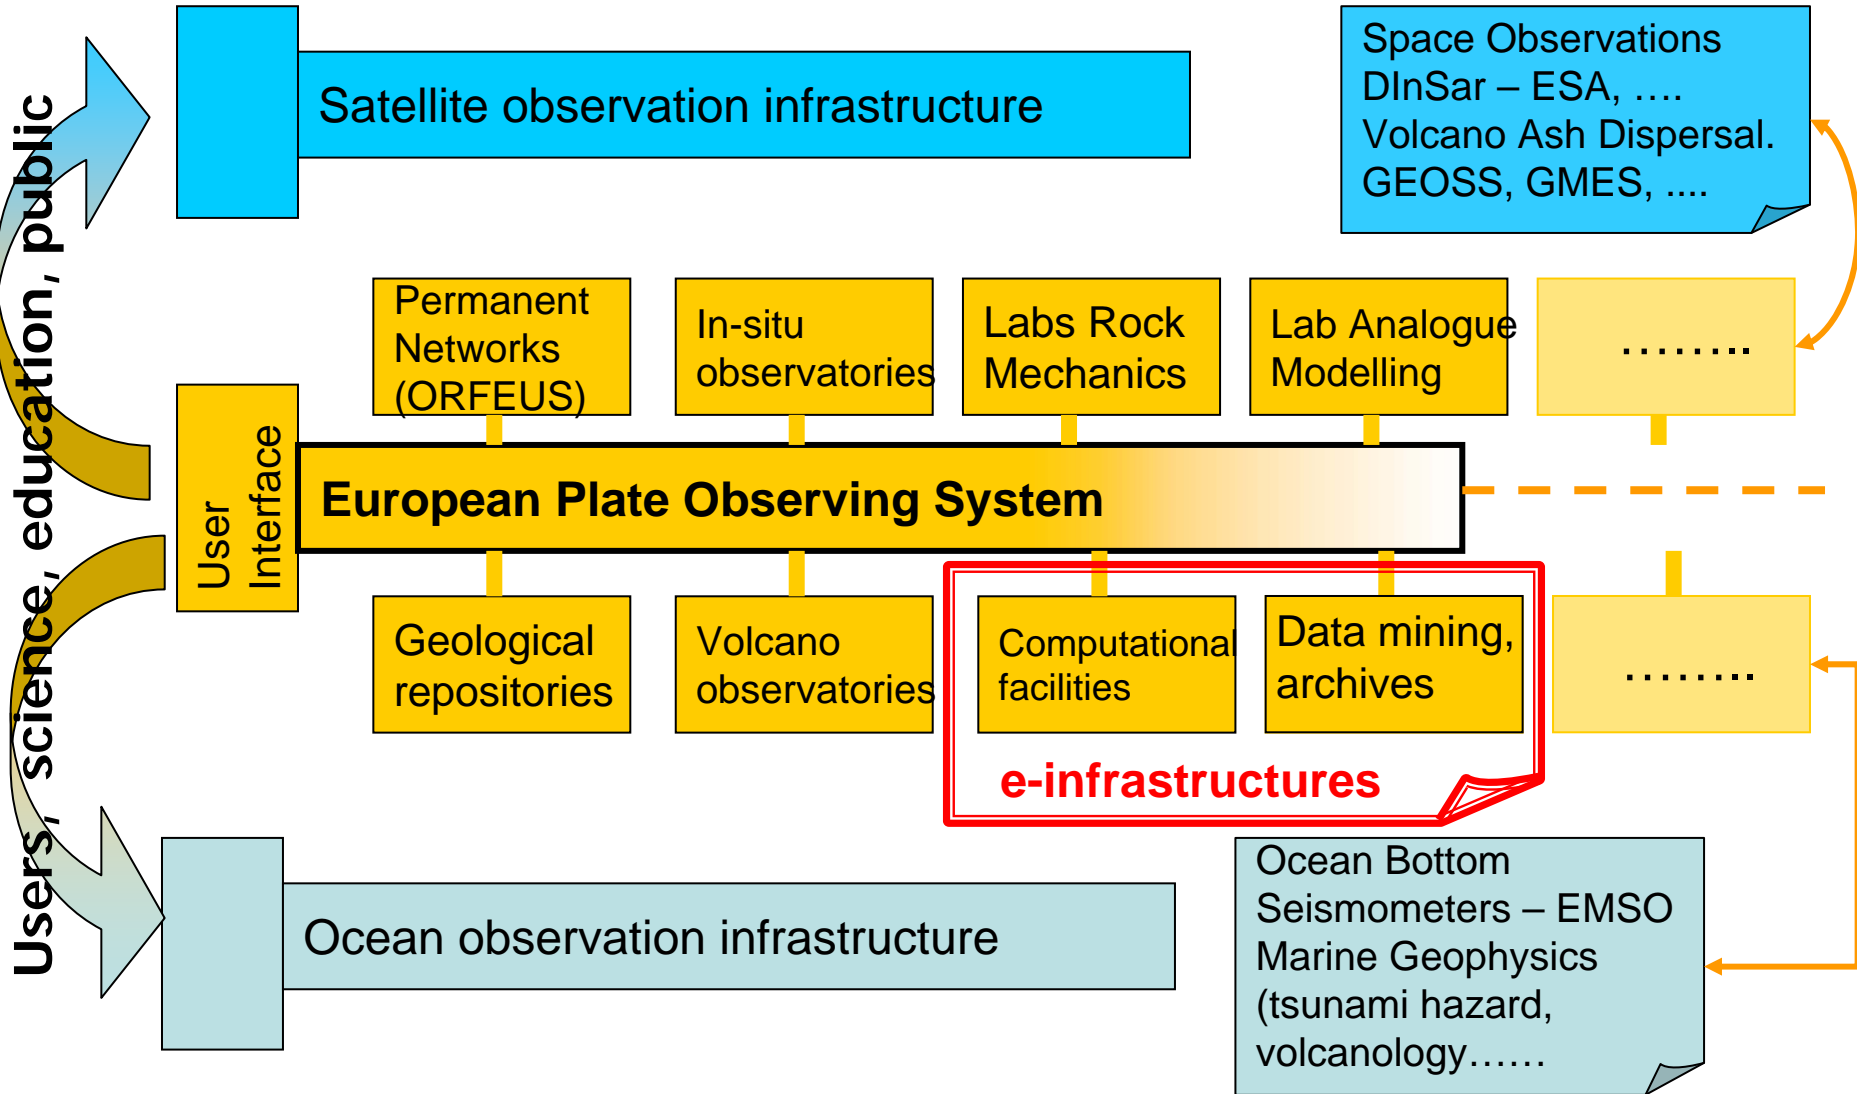 Users, science, education, public
Satellite observation infrastructure
Space Observations
DInSar – ESA, ….
Volcano Ash Dispersal.
GEOSS, GMES, ....
Permanent
Networks
(ORFEUS)
In-situ
observatories
Labs Rock
Mechanics
Lab Analogue
Modelling
……..
User
Interface
European Plate Observing System
Geological
repositories
Volcano
observatories
Computational
facilities
Data mining,
archives
……..
e-infrastructures
Ocean observation infrastructure
Ocean Bottom
Seismometers – EMSO
Marine Geophysics
(tsunami hazard,
volcanology……